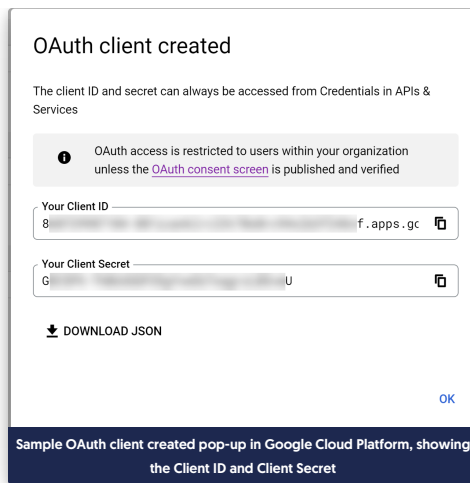 OAuth client created
The client ID and secret can always be accessed from Credentials in APIs &
Services
OAuth access is restricted to users within your organization
unless the OAuth consent screen is published and verified
Your Client ID
8 f.apps.gc
Your Client Secret
G U
DOWNLOAD JSON
OK
Sample OAuth client created pop-up in Google Cloud Platform, showing
the Client ID and Client Secret